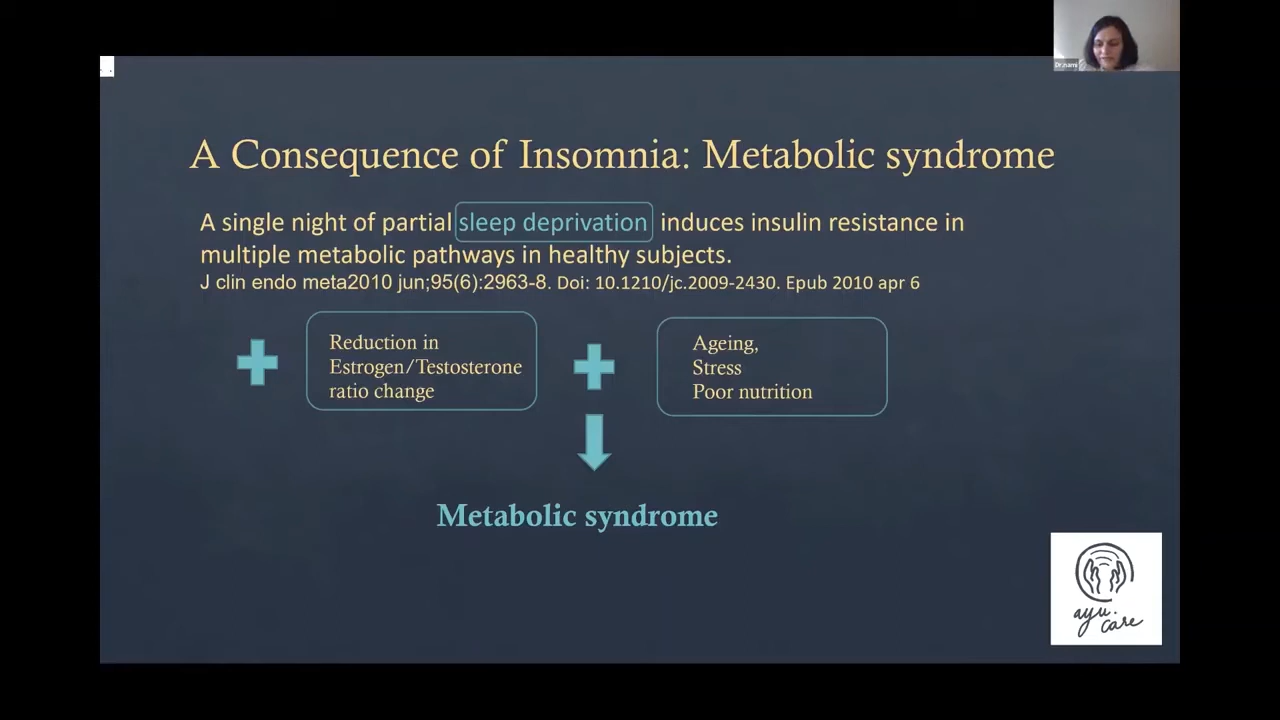 A Consequence of Insomnia: Metabolic syndrome
A single night of partial sleep deprivation induces insulin resistance in
multiple metabolic pathways in healthy subjects.
J clin endo meta2010 jun;95(6):2963-8. Doi: 10.1210/jc.2009-2430. Epub 2010 apr 6
Reduction in
Estrogen/Testosterone
ratio change
Ageing,
Stress
Poor nutrition
Metabolic syndrome
ayu.
care